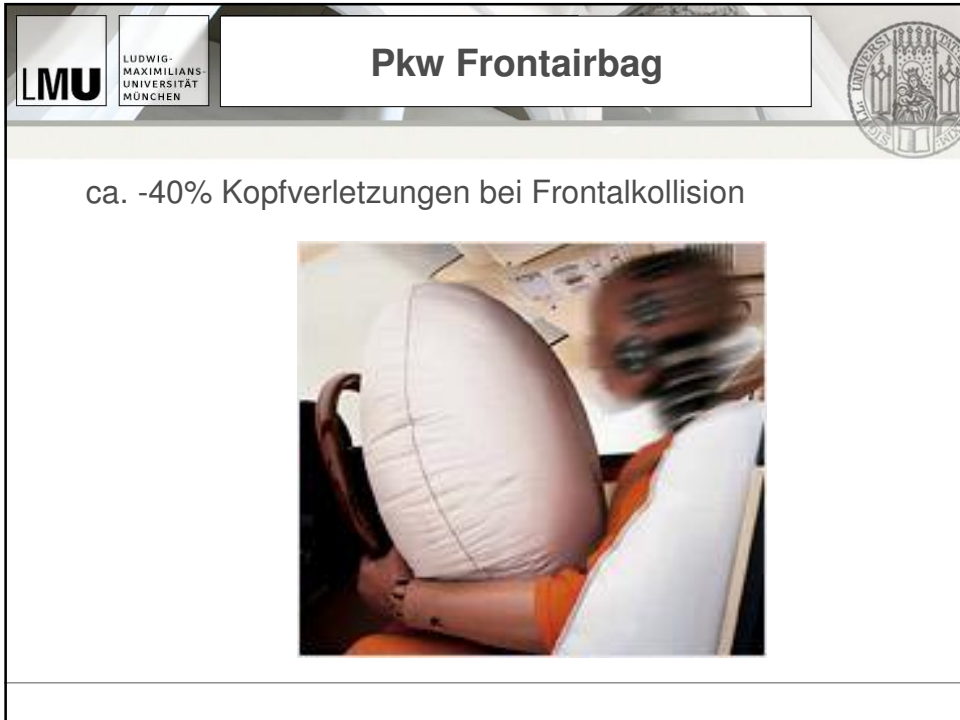 LMU
LUDWIG-
MAXIMILIANS-
UNIVERSITÄT
MÜNCHEN
Pkw Frontairbag
ca. -40% Kopfverletzungen bei Frontalkollision